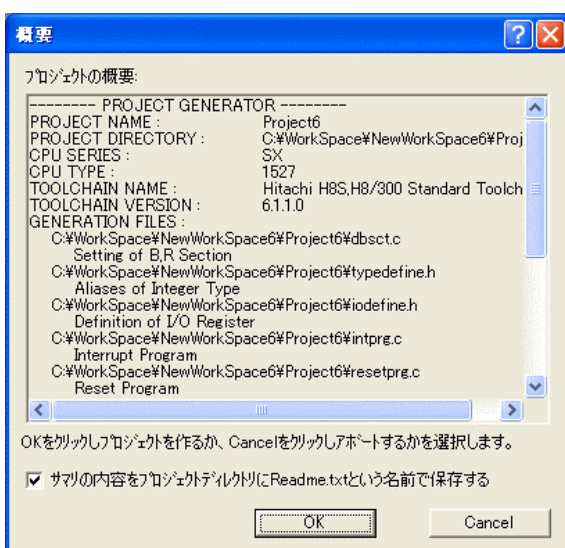 概要
プロジェクトの概要:
-------- PROJECT GENERATOR --------
PROJECT NAME : Project6
PROJECT DIRECTORY : C:¥WorkSpace¥NewWorkSpace6¥Proj
CPU SERIES : SX
CPU TYPE : 1527
TOOLCHAIN NAME : Hitachi H8S,H8/300 Standard Toolch
TOOLCHAIN VERSION : 6.1.1.0
GENERATION FILES :
C:¥WorkSpace¥NewWorkSpace6¥Project6¥dbsct.c
Setting of B,R Section
C:¥WorkSpace¥NewWorkSpace6¥Project6¥typedefine.h
Aliases of Integer Type
C:¥WorkSpace¥NewWorkSpace6¥Project6¥iodefine.h
Definition of I/O Register
C:¥WorkSpace¥NewWorkSpace6¥Project6¥intprg.c
Interrupt Program
C:¥WorkSpace¥NewWorkSpace6¥Project6¥resetprg.c
Reset Program
OKをクリックしプロジェクトを作るか、Cancelをクリックしアボートするかを選択します。
サマリの内容をプロジェクトディレクトリにReadme.txtという名前で保存する
OK Cancel